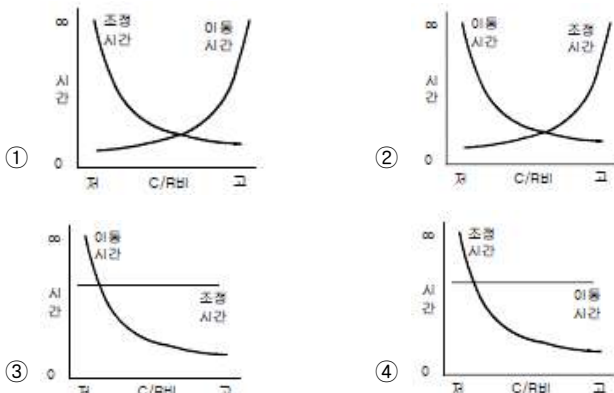 ∞
조정
시간
이동
시간
시
간
0
저
C/R비
고
①
∞
이동
시간
조정
시간
시
간
0
저
C/R비
고
②
∞
이동
시간
조정
시간
시
간
0
저
C/R비
고
③
∞
조정
시간
이동
시간
시
간
0
저
C/R비
고
④